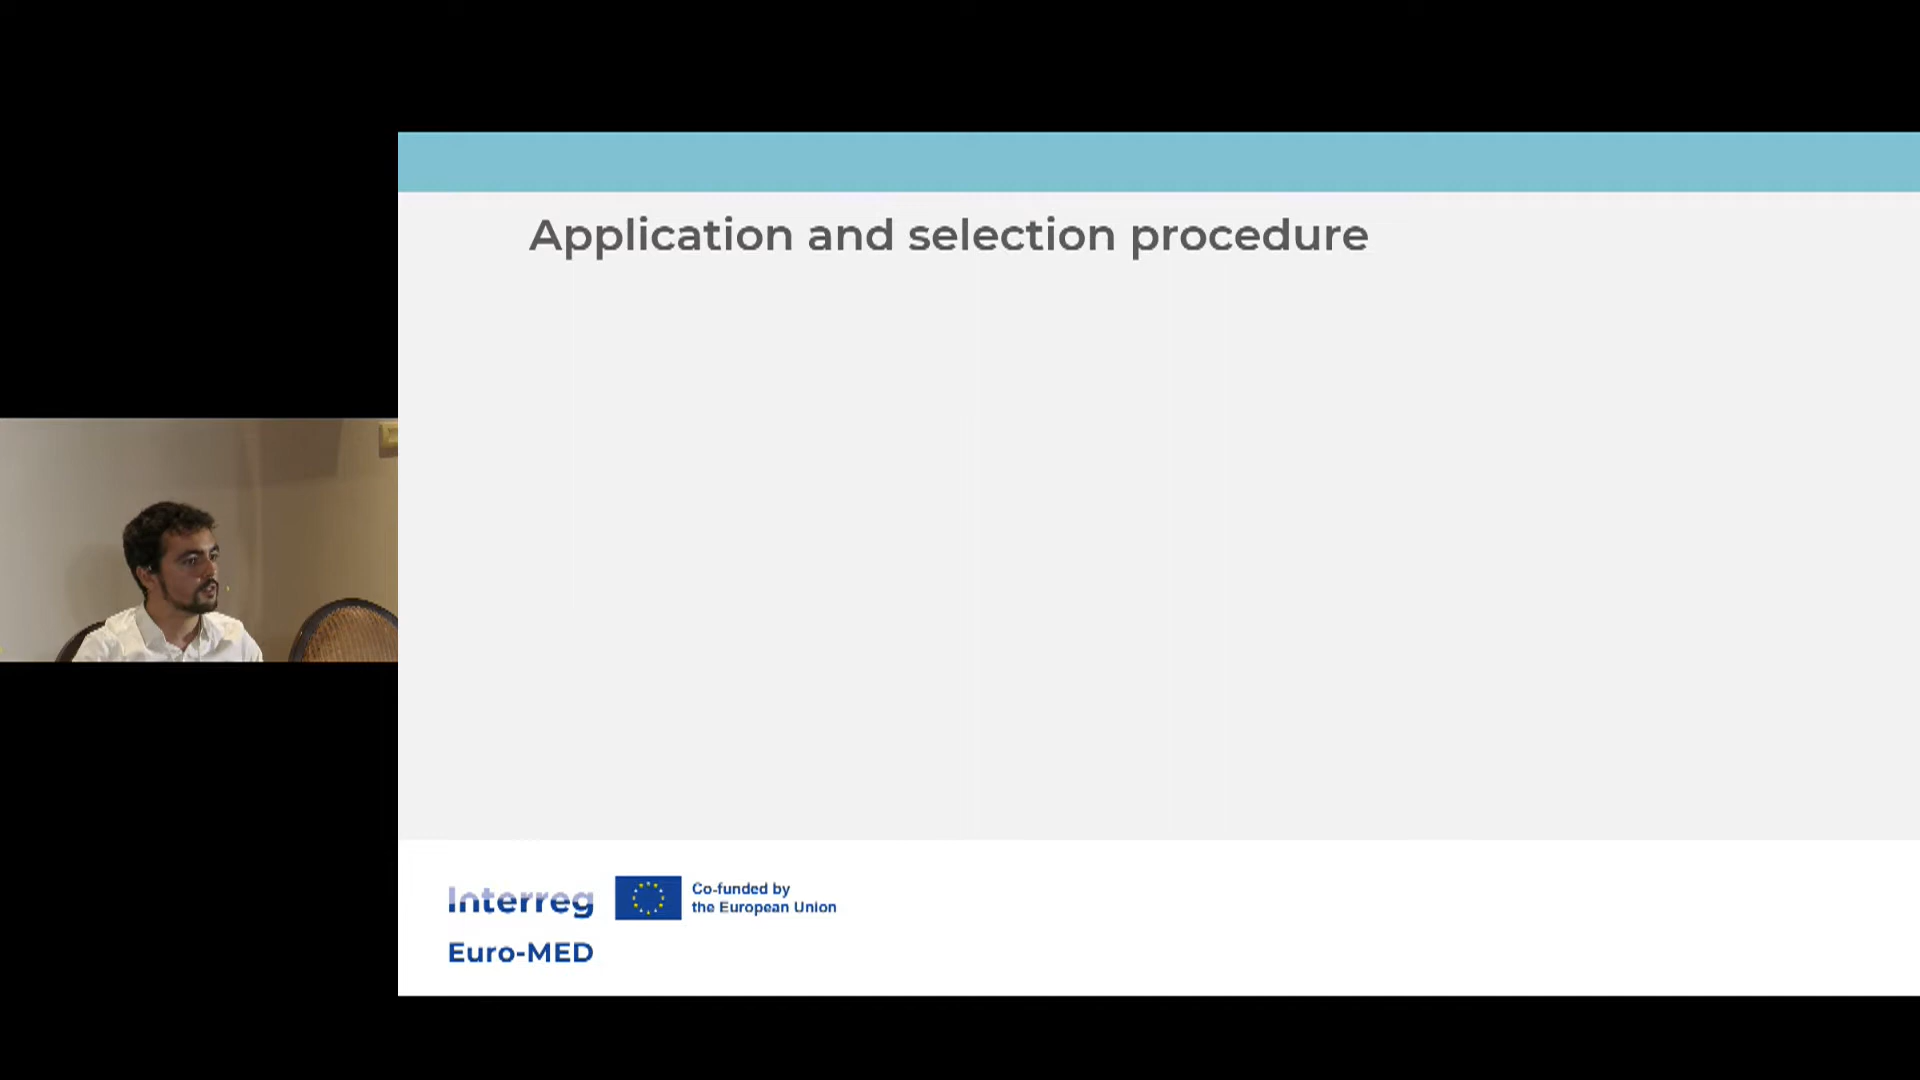 Application and selection procedure
Interreg
Co-funded by
the European Union
Euro-MED